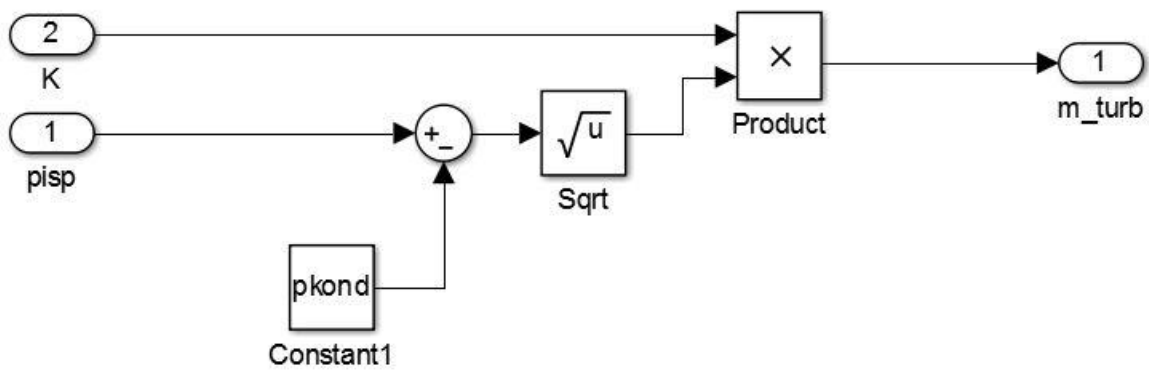 2
K
×
1
m_turb
1
pisp
+
−
√u
Product
Sqrt
pkond
Constant1